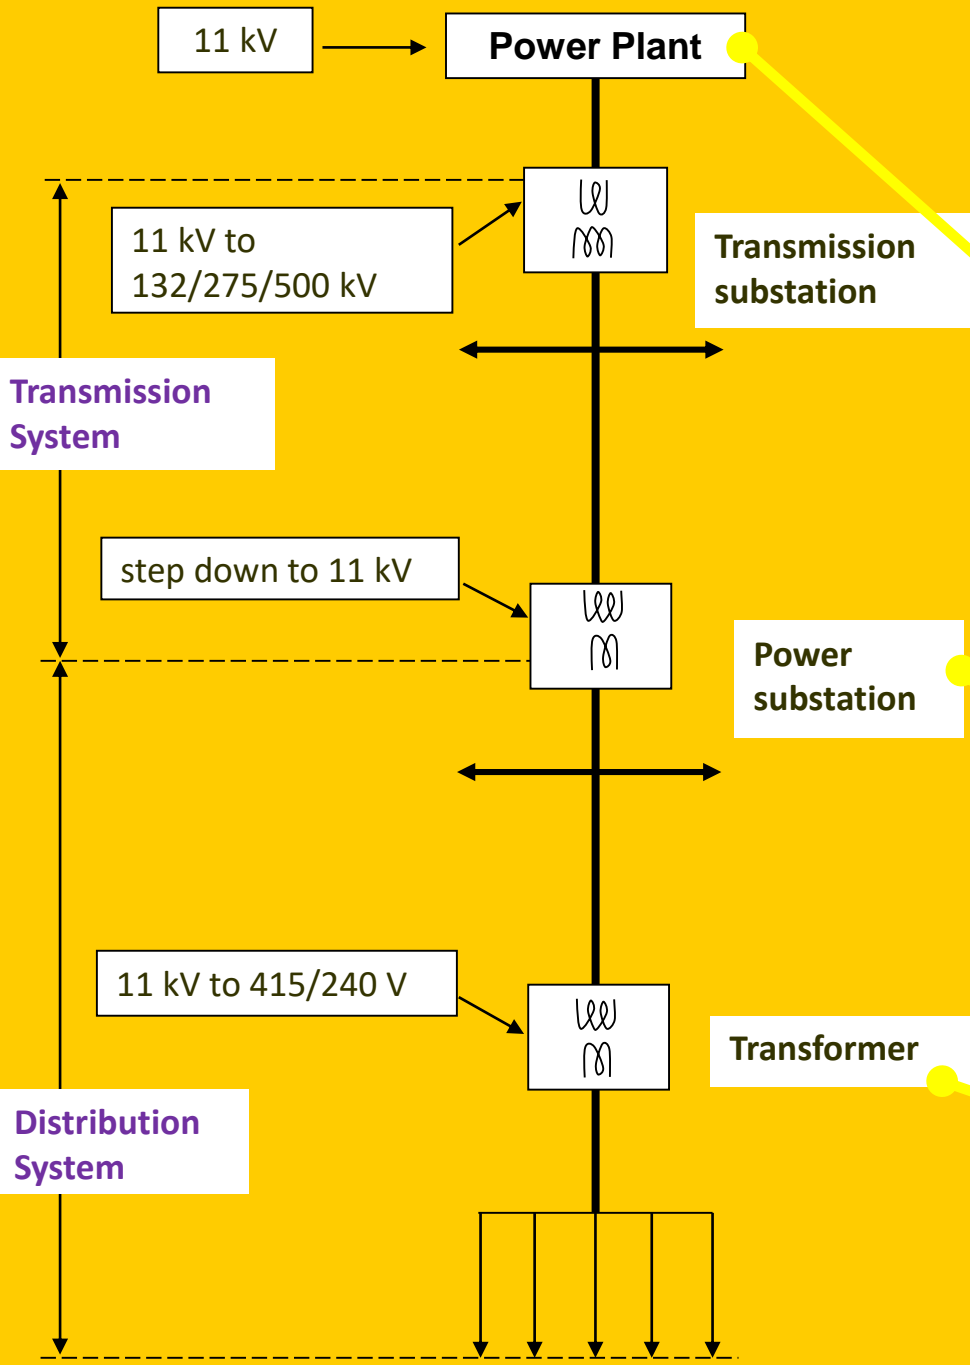 11 kV
Power Plant
11 kV to
132/275/500 kV
Transmission
substation
Transmission
System
step down to 11 kV
Power
substation
11 kV to 415/240 V
Transformer
Distribution
System